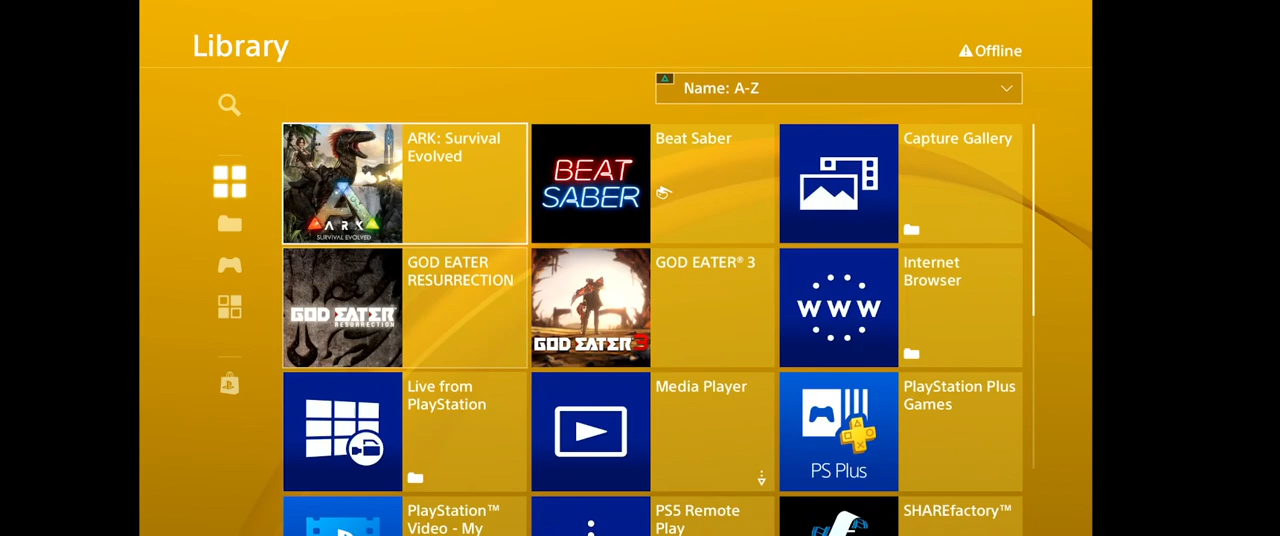 Library
Offline
Name: A-Z
ARK: Survival
Evolved
ARK
SURVIVAL EVOLVED
Beat Saber
BEAT
SABER
Capture Gallery
GOD EATER
RESURRECTION
GOD EATER
RESURRECTION
GOD EATER® 3
GOD EATER 3
Internet
Browser
WWW
Live from
PlayStation
Media Player
PlayStation Plus
Games
PS Plus
PlayStation™
Video - My
PS5 Remote
Play
SHAREfactory™